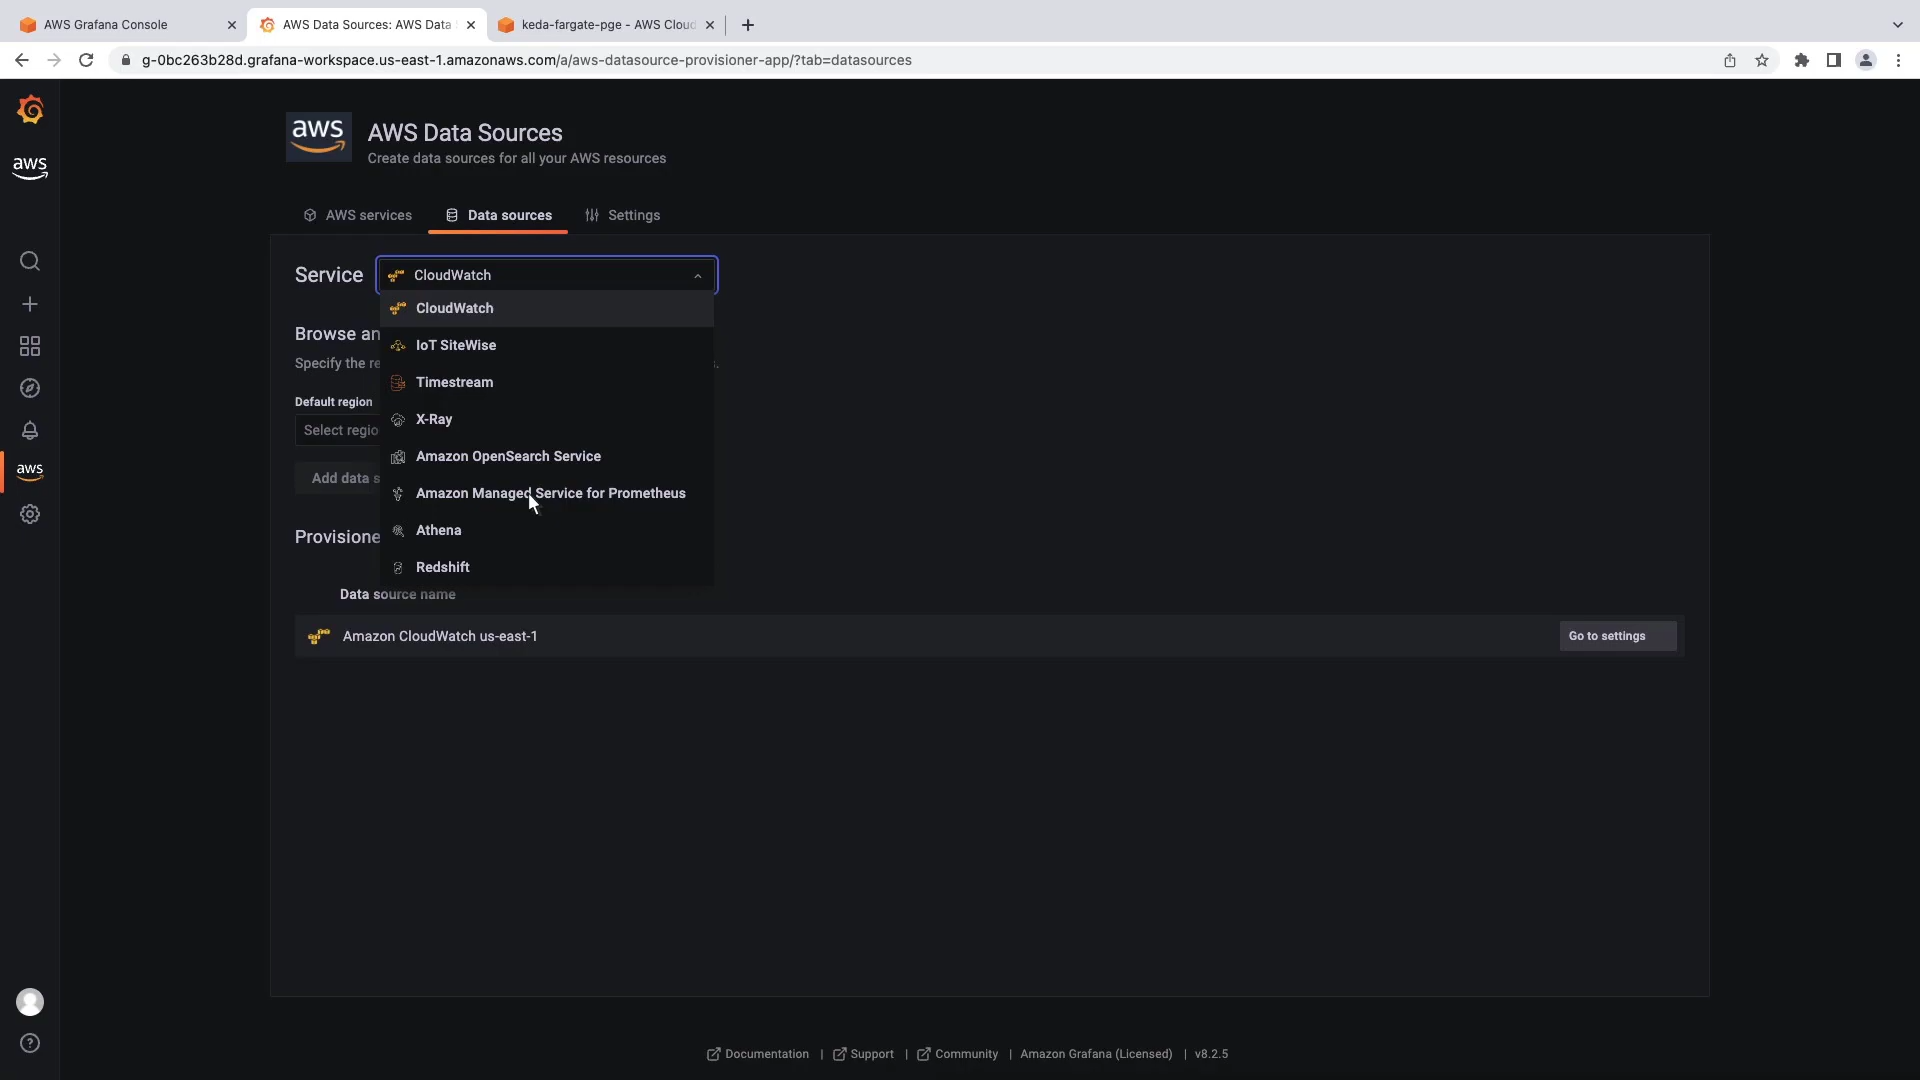 AWS Grafana Console
AWS Data Sources: AWS Data
keda-fargate-pge - AWS Cloud
g-0bc263b28d.grafana-workspace.us-east-1.amazonaws.com/a/aws-datasource-provisioner-app/?tab=datasources
aws
aws
AWS Data Sources
Create data sources for all your AWS resources
AWS services
Data sources
Settings
Service
CloudWatch
CloudWatch
Browse an
IoT SiteWise
Specify the re
Timestream
Default region
X-Ray
Select regio
Amazon OpenSearch Service
Add data s
Amazon Managed Service for Prometheus
Athena
Provisione
Redshift
Data source name
Amazon CloudWatch us-east-1
Go to settings
aws
Documentation | Support | Community | Amazon Grafana (Licensed) | v8.2.5